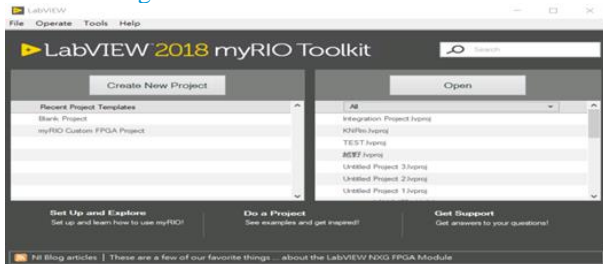 LabVIEW
File Operate Tools Help
LabVIEW 2018 myRIO Toolkit
Search
Create New Project
Open
Recent Project Templates
All
Blank Project
Integration Project.lvproj
myRIO Custom FPGA Project
KNRm.lvproj
TEST.lvproj
.lvproj
Untitled Project 3.lvproj
Untitled Project 2.lvproj
Untitled Project 1.lvproj
Set Up and Explore
Do a Project
Get Support
Set up and learn how to use myRIO!
See examples and get inspired!
Get answers to your questions!
NI Blog articles | These are a few of our favorite things ... about the LabVIEW NXG FPGA Module